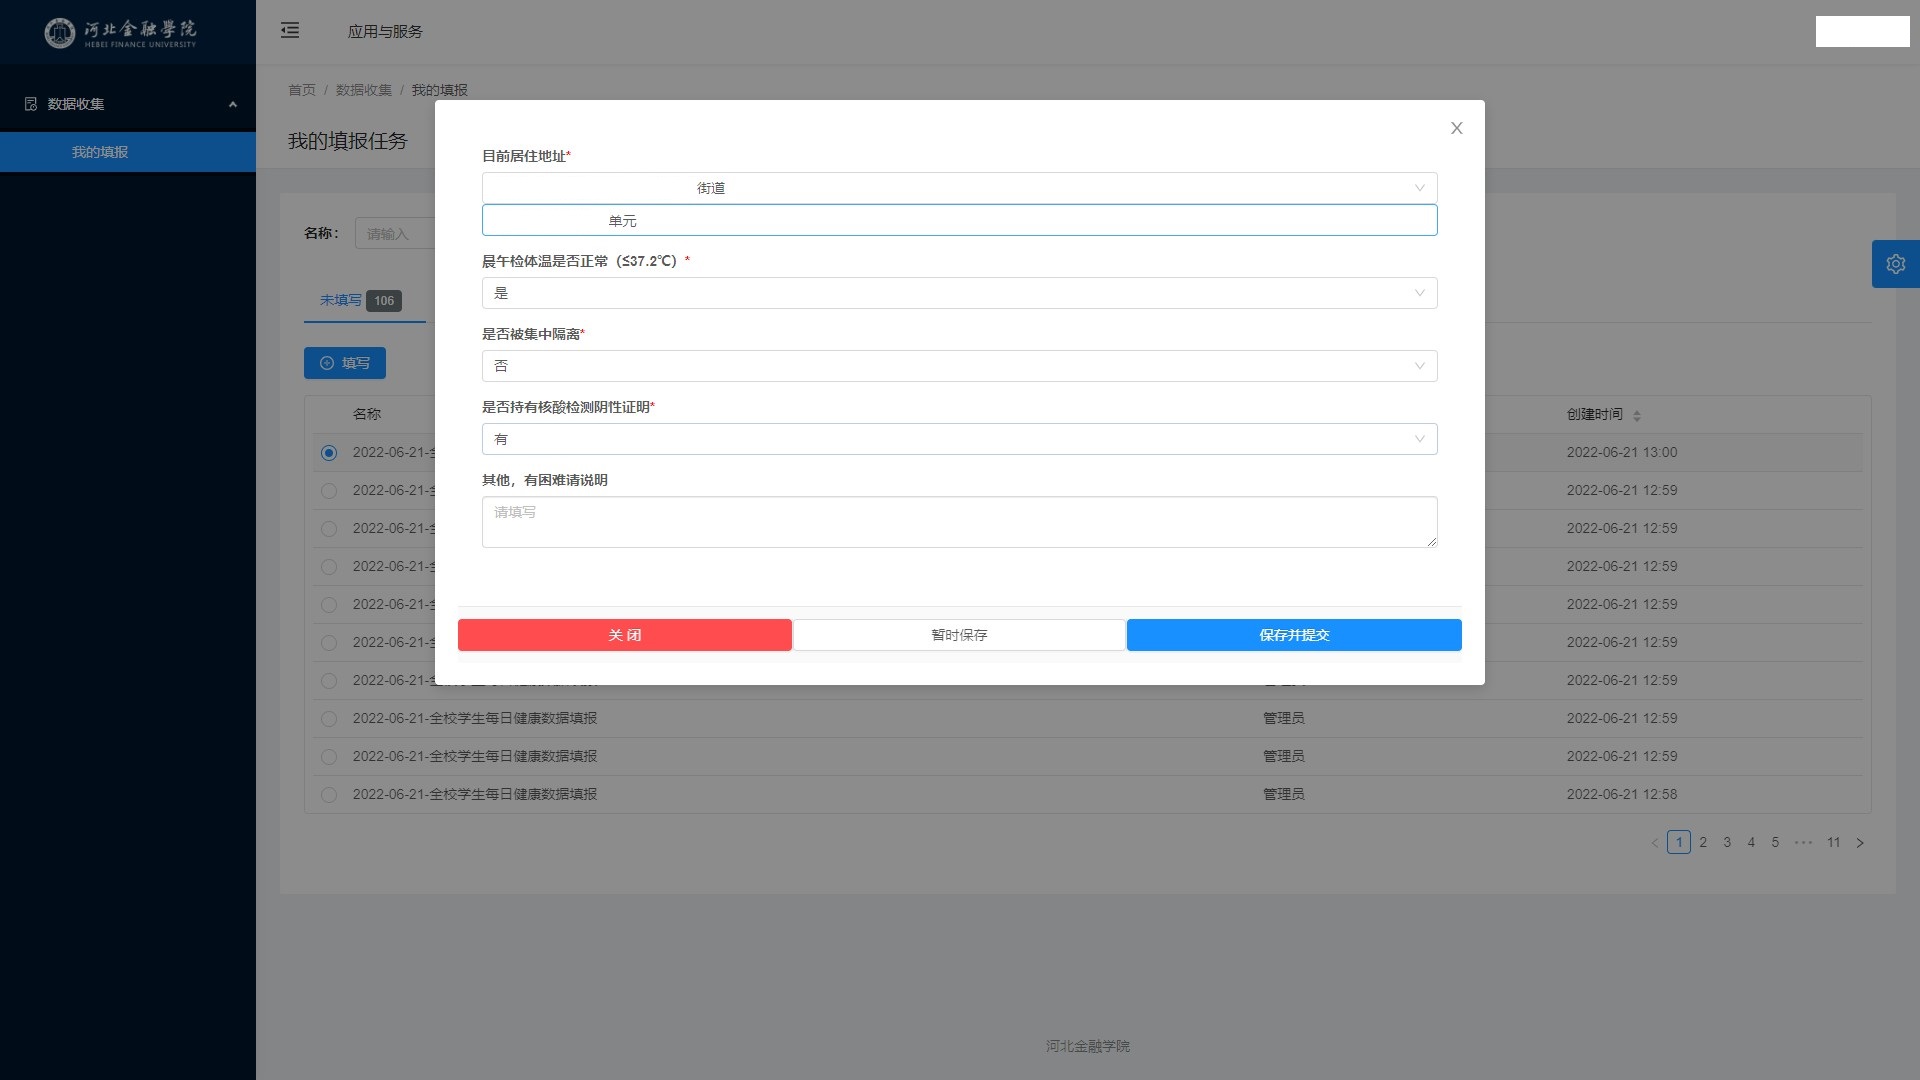 河北金融學院
HEBEI FINANCE UNIVERSITY
应用与服务
数据收集
我的填报
首页 / 数据收集 / 我的填报
我的填报任务
名称：
请输入
未填写 106
填写
名称
创建时间
2022-06-21-
2022-06-21 13:00
2022-06-21-
2022-06-21 12:59
2022-06-21-
2022-06-21 12:59
2022-06-21-
2022-06-21 12:59
2022-06-21-
2022-06-21 12:59
2022-06-21-
2022-06-21 12:59
2022-06-21-
2022-06-21 12:59
2022-06-21-全校学生每日健康数据填报 管理员 2022-06-21 12:59
2022-06-21-全校学生每日健康数据填报 管理员 2022-06-21 12:59
2022-06-21-全校学生每日健康数据填报 管理员 2022-06-21 12:58
1 2 3 4 5 ••• 11
目前居住地址*
街道
单元
晨午检体温是否正常（≤37.2℃）*
是
是否被集中隔离*
否
是否持有核酸检测阴性证明*
有
其他，有困难请说明
请填写
关 闭
暂时保存
保存并提交
河北金融学院